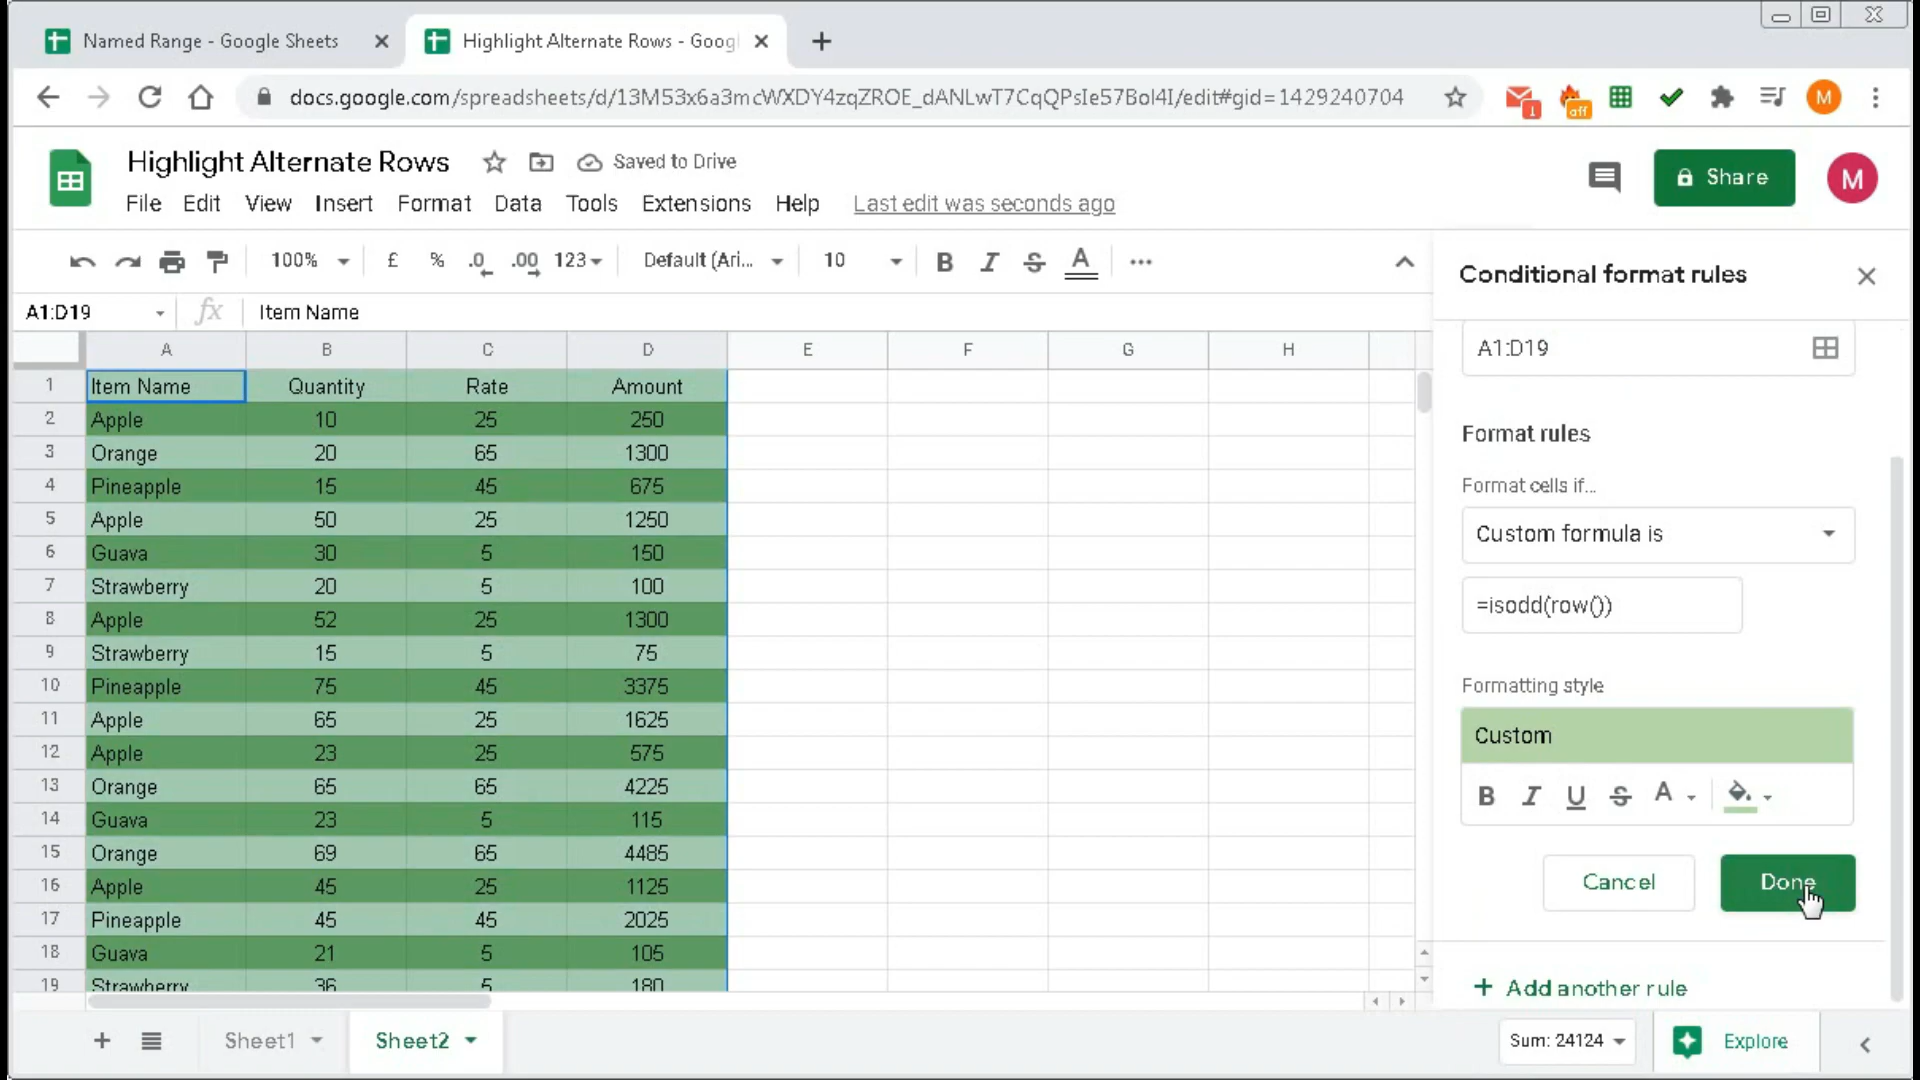 Named Range - Google Sheets
Highlight Alternate Rows - Goog
docs.google.com/spreadsheets/d/13M53x6a3mcWXDY4zqZROE_dANLwT7CqQPsIe57Bol4I/edit#gid=1429240704
1
off
M
Highlight Alternate Rows
Saved to Drive
Share
M
File Edit View Insert Format Data Tools Extensions Help Last edit was seconds ago
100% £ % .0 .00 123 Default (Ari... 10 B I S A
Conditional format rules
A1:D19 fx Item Name
A1:D19
A B C D E F G H
1 Item Name Quantity Rate Amount
2 Apple 10 25 250
3 Orange 20 65 1300
4 Pineapple 15 45 675
5 Apple 50 25 1250
6 Guava 30 5 150
7 Strawberry 20 5 100
8 Apple 52 25 1300
9 Strawberry 15 5 75
10 Pineapple 75 45 3375
11 Apple 65 25 1625
12 Apple 23 25 575
13 Orange 65 65 4225
14 Guava 23 5 115
15 Orange 69 65 4485
16 Apple 45 25 1125
17 Pineapple 45 45 2025
18 Guava 21 5 105
19 Strawberry 36 5 180
Format rules
Format cells if...
Custom formula is
=isodd(row())
Formatting style
Custom
B I U S A
Cancel Done
+ Add another rule
+ Sheet1 Sheet2
Sum: 24124
Explore